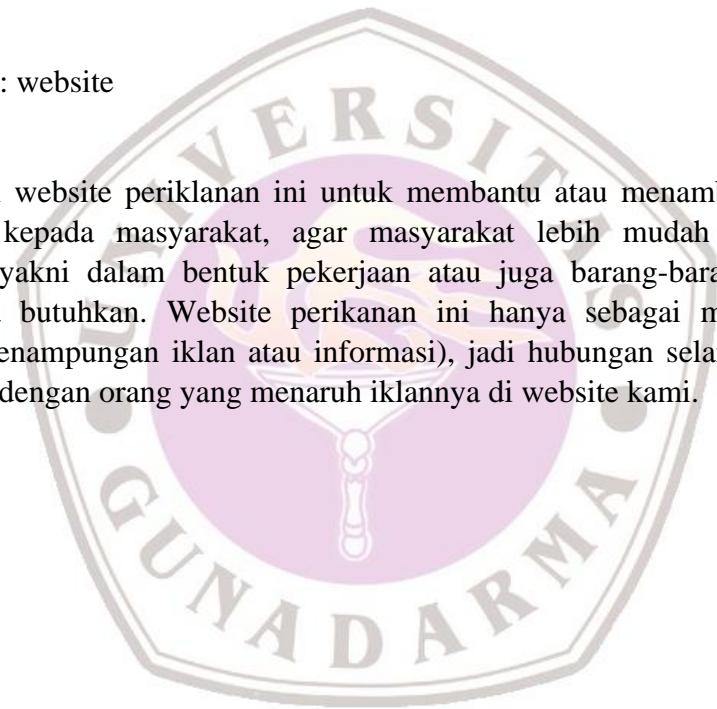 : website
website periklanan ini untuk membantu atau menamb
kepada masyarakat, agar masyarakat lebih mudah
yakni dalam bentuk pekerjaan atau juga barang-bara
butuhkan. Website perikanan ini hanya sebagai m
enampungan iklan atau informasi), jadi hubungan sela
dengan orang yang menaruh iklannya di website kami.
UNIVERSITAS
GUNADARMA